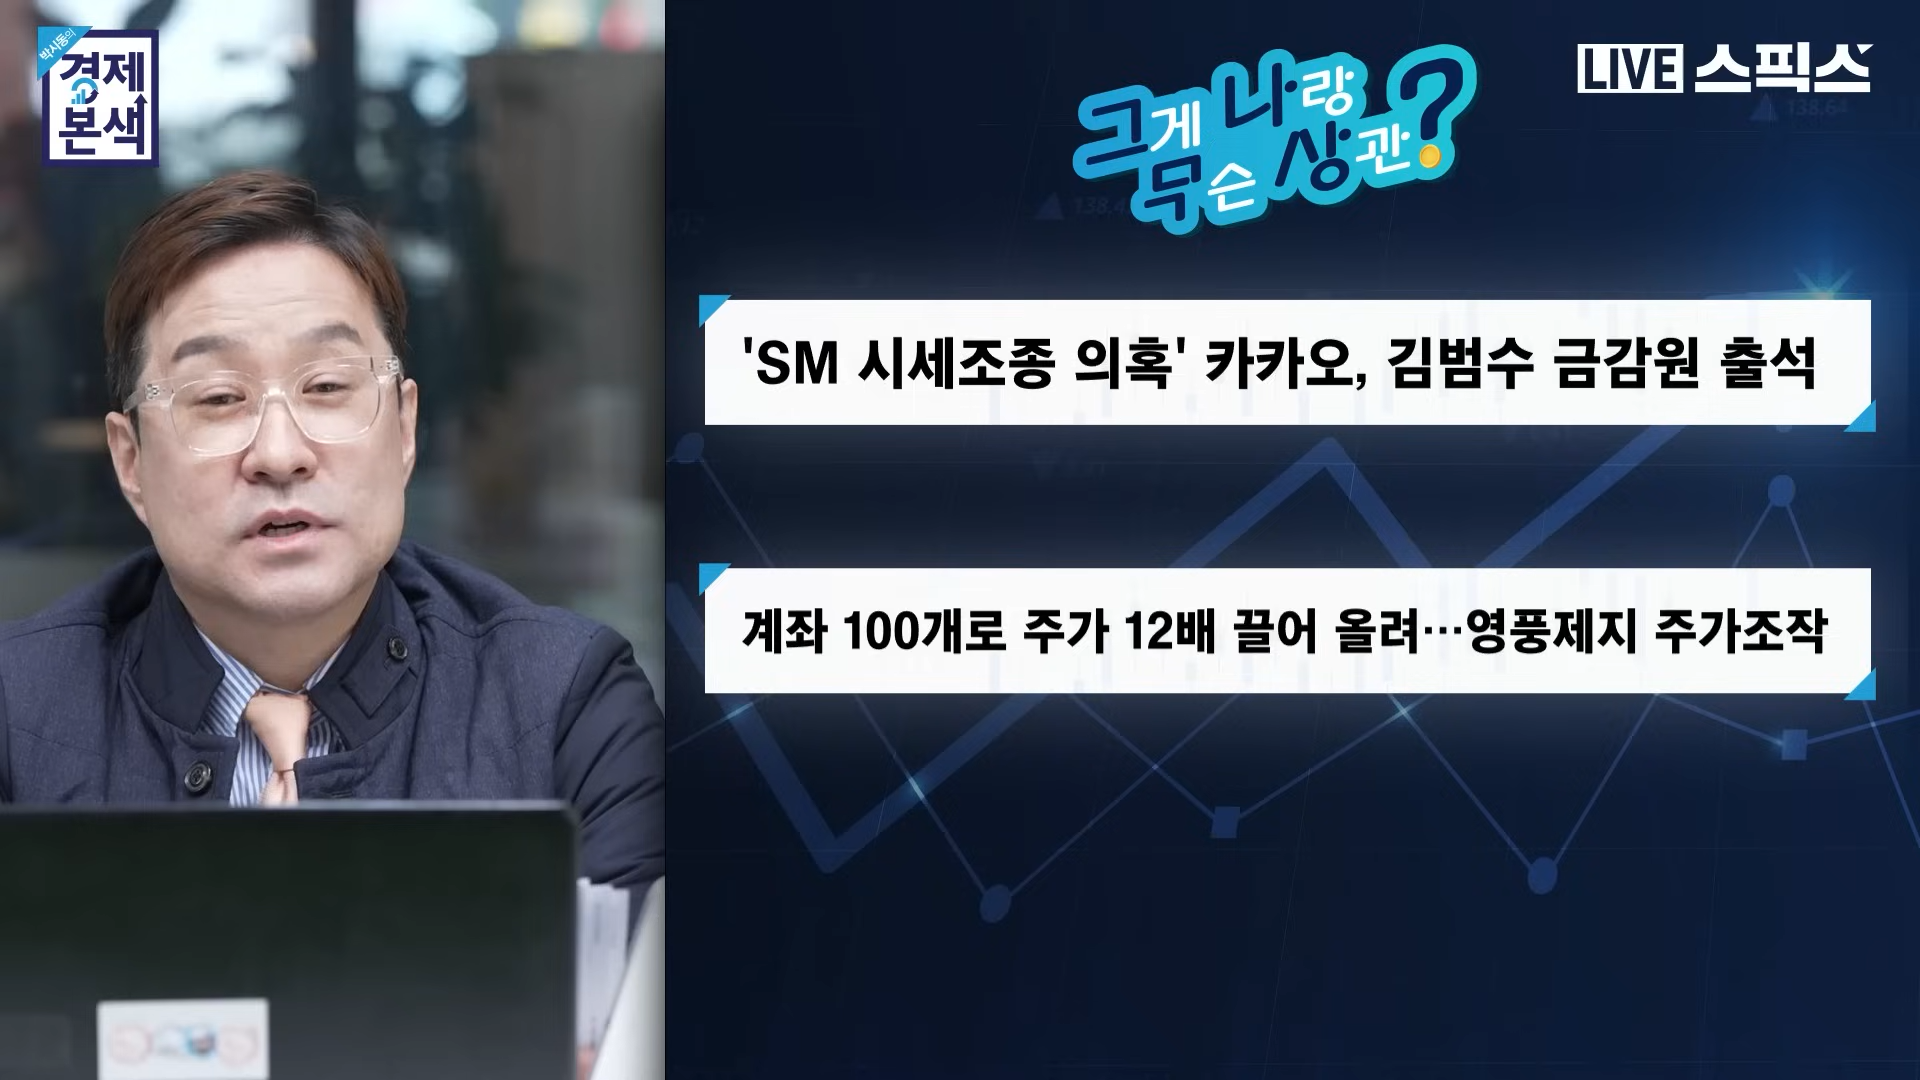 박시동의
경제
본색
LIVE 스픽스
그게 나랑
무슨 상관?
'SM 시세조종 의혹' 카카오, 김범수 금감원 출석
계좌 100개로 주가 12배 끌어 올려…영풍제지 주가조작